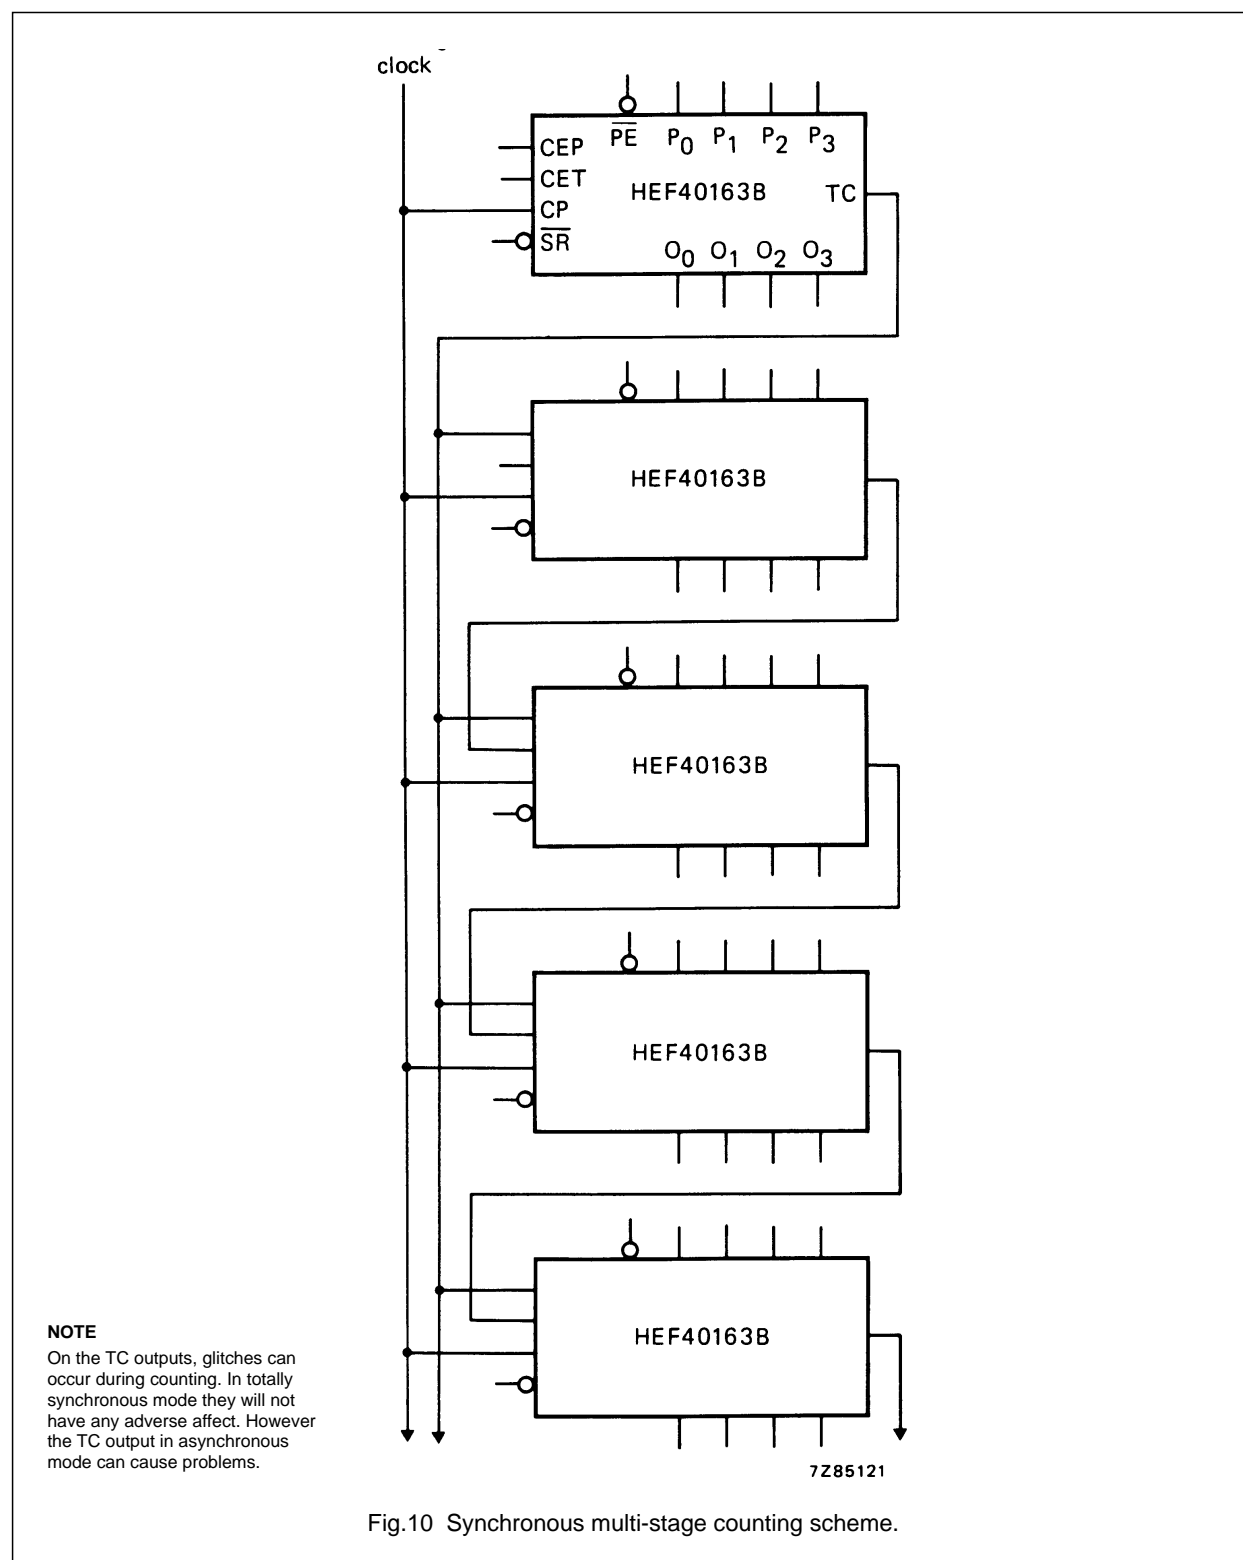 clock
PE P0 P1 P2 P3
CEP
CET
HEF40163B TC
CP
SR
O0 O1 O2 O3
HEF40163B
HEF40163B
HEF40163B
HEF40163B
NOTE
On the TC outputs, glitches can
occur during counting. In totally
synchronous mode they will not
have any adverse affect. However
the TC output in asynchronous
mode can cause problems.
7Z85121
Fig.10 Synchronous multi-stage counting scheme.